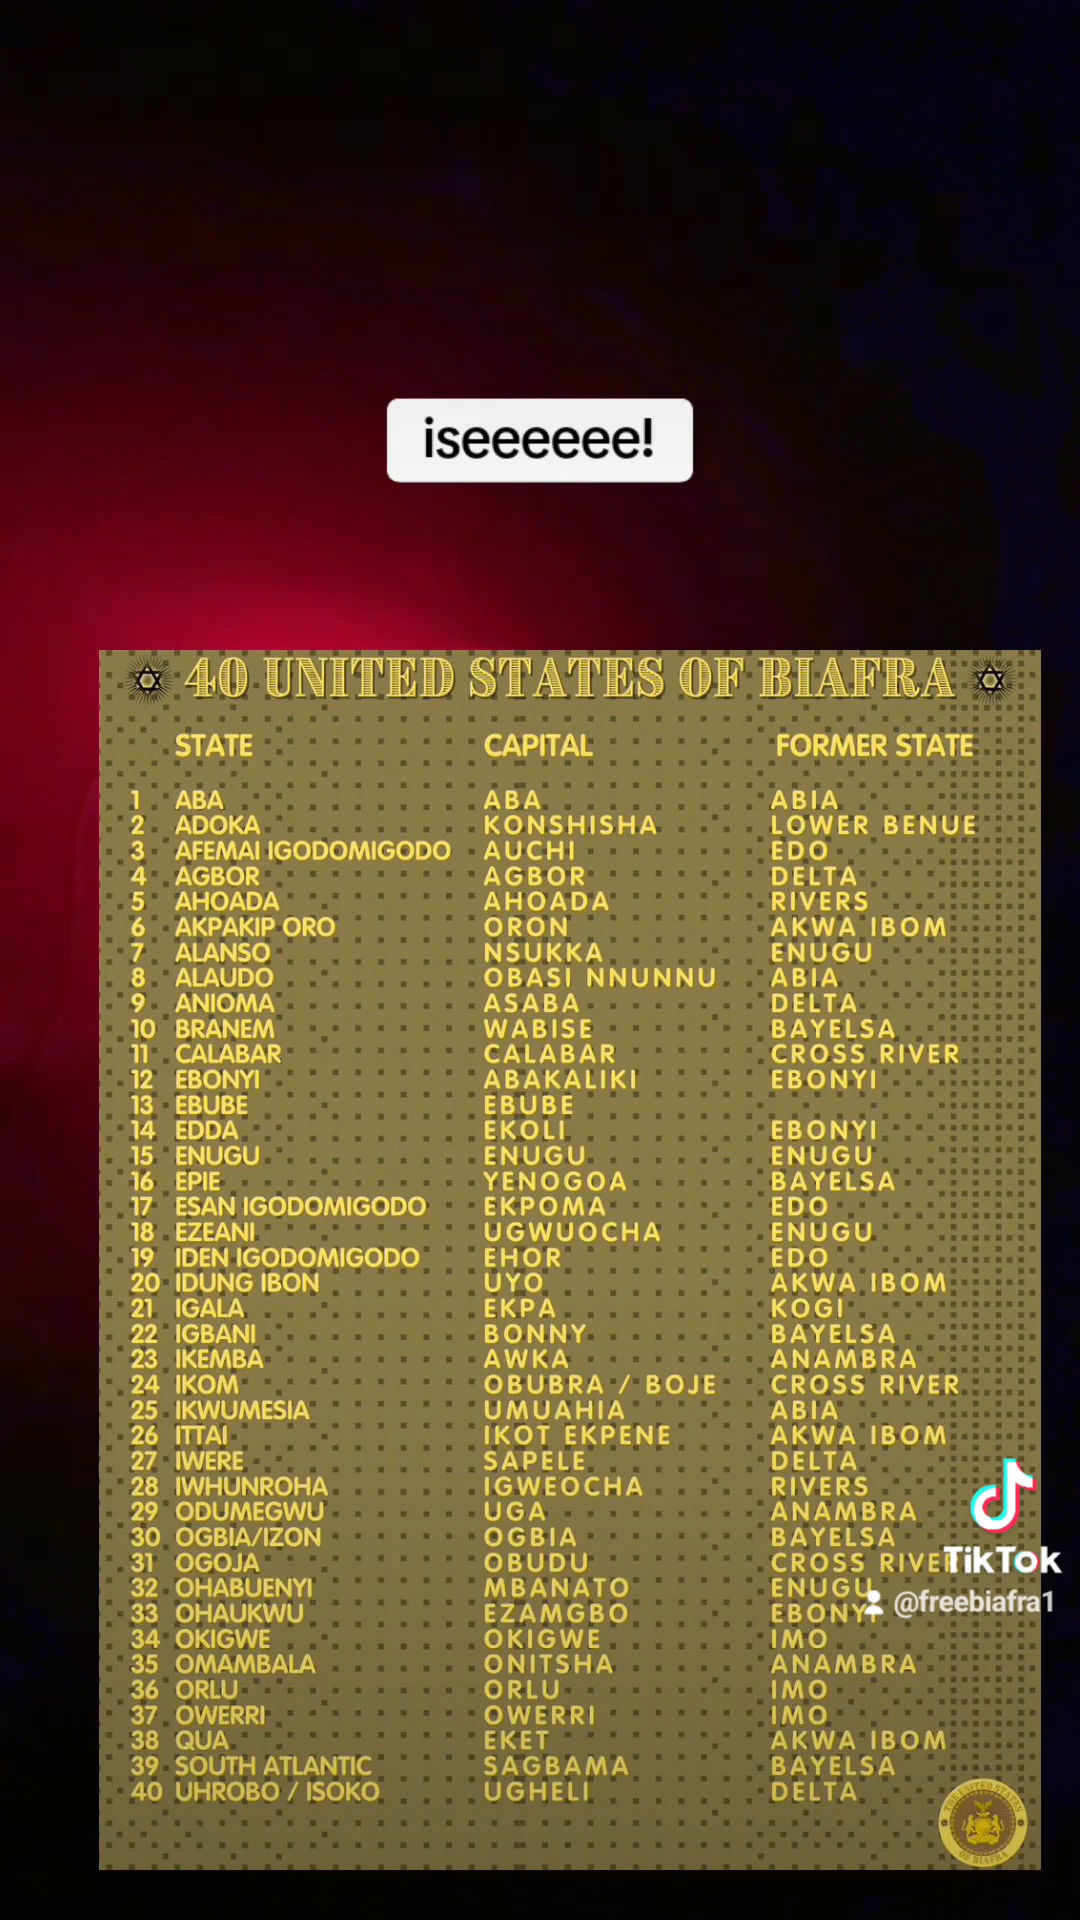 iseeeeee!
40 UNITED STATES OF BIAFRA
STATE CAPITAL FORMER STATE
1 ABA ABA ABIA
2 ADOKA KONSHISHA LOWER BENUE
3 AFEMAI IGODOMIGODO AUCHI EDO
4 AGBOR AGBOR DELTA
5 AHOADA AHOADA RIVERS
6 AKPAKIP ORO ORON AKWA IBOM
7 ALANSO NSUKKA ENUGU
8 ALAUDO OBASI NNUNNU ABIA
9 ANIOMA ASABA DELTA
10 BRANEM WABISE BAYELSA
11 CALABAR CALABAR CROSS RIVER
12 EBONYI ABAKALIKI EBONYI
13 EBUBE EBUBE
14 EDDA EKOLI EBONYI
15 ENUGU ENUGU ENUGU
16 EPIE YENOGOA BAYELSA
17 ESAN IGODOMIGODO EKPOMA EDO
18 EZEANI UGWUOCHA ENUGU
19 IDEN IGODOMIGODO EHOR EDO
20 IDUNG IBON UYO AKWA IBOM
21 IGALA EKPA KOGI
22 IGBANI BONNY BAYELSA
23 IKEMBA AWKA ANAMBRA
24 IKOM OBUBRA / BOJE CROSS RIVER
25 IKWUMESIA UMUAHIA ABIA
26 ITTAI IKOT EKPENE AKWA IBOM
27 IWERE SAPELE DELTA
28 IWHUNROHA IGWEOCHA RIVERS
29 ODUMEGWU UGA ANAMBRA
30 OGBIA/IZON OGBIA BAYELSA
31 OGOJA OBUDU CROSS RIVER
TikTok
32 OHABUENYI MBANATO ENUGU
@freebiafra1
33 OHAUKWU EZAMGBO EBONYI
34 OKIGWE OKIGWE IMO
35 OMAMBALA ONITSHA ANAMBRA
36 ORLU ORLU IMO
37 OWERRI OWERRI IMO
38 QUA EKET AKWA IBOM
39 SOUTH ATLANTIC SAGBAMA BAYELSA
40 UHROBO / ISOKO UGHELI DELTA
THE UNITED STATES
OF BIAFRA